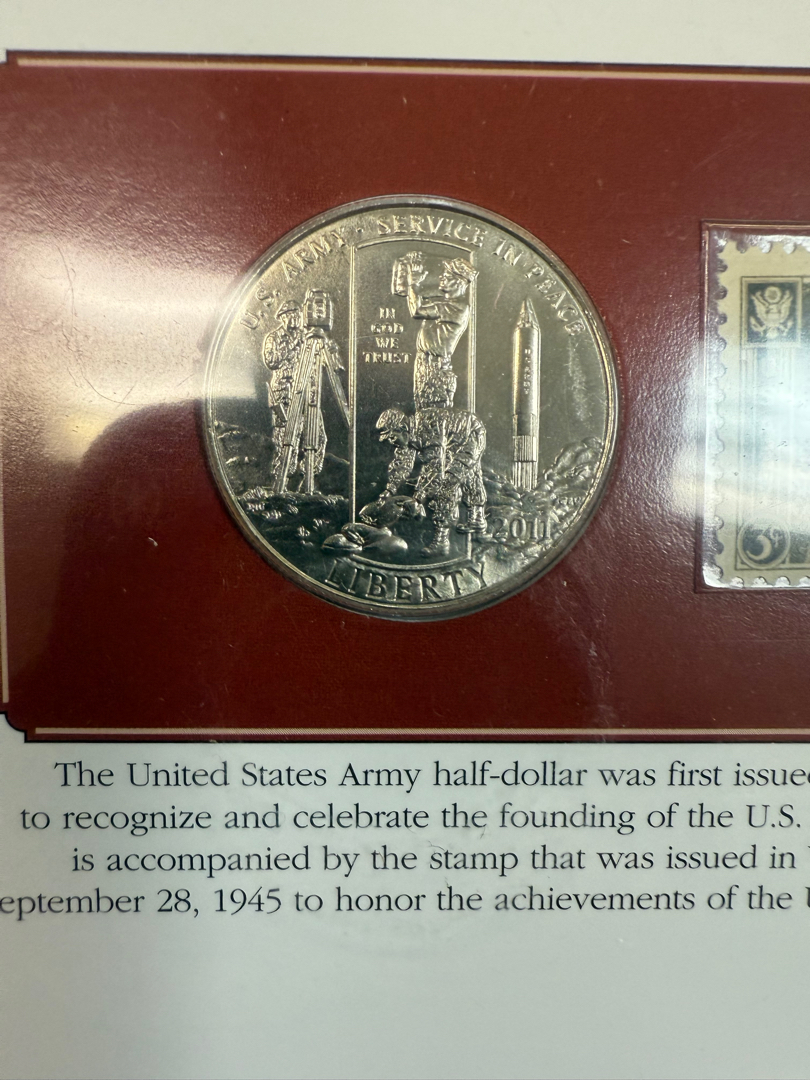 U.S. ARMY · SERVICE IN PEACE
IN
GOD
WE
TRUST
2011
LIBERTY
3¢
The United States Army half-dollar was first issue
to recognize and celebrate the founding of the U.S.
is accompanied by the stamp that was issued in
eptember 28, 1945 to honor the achievements of the U